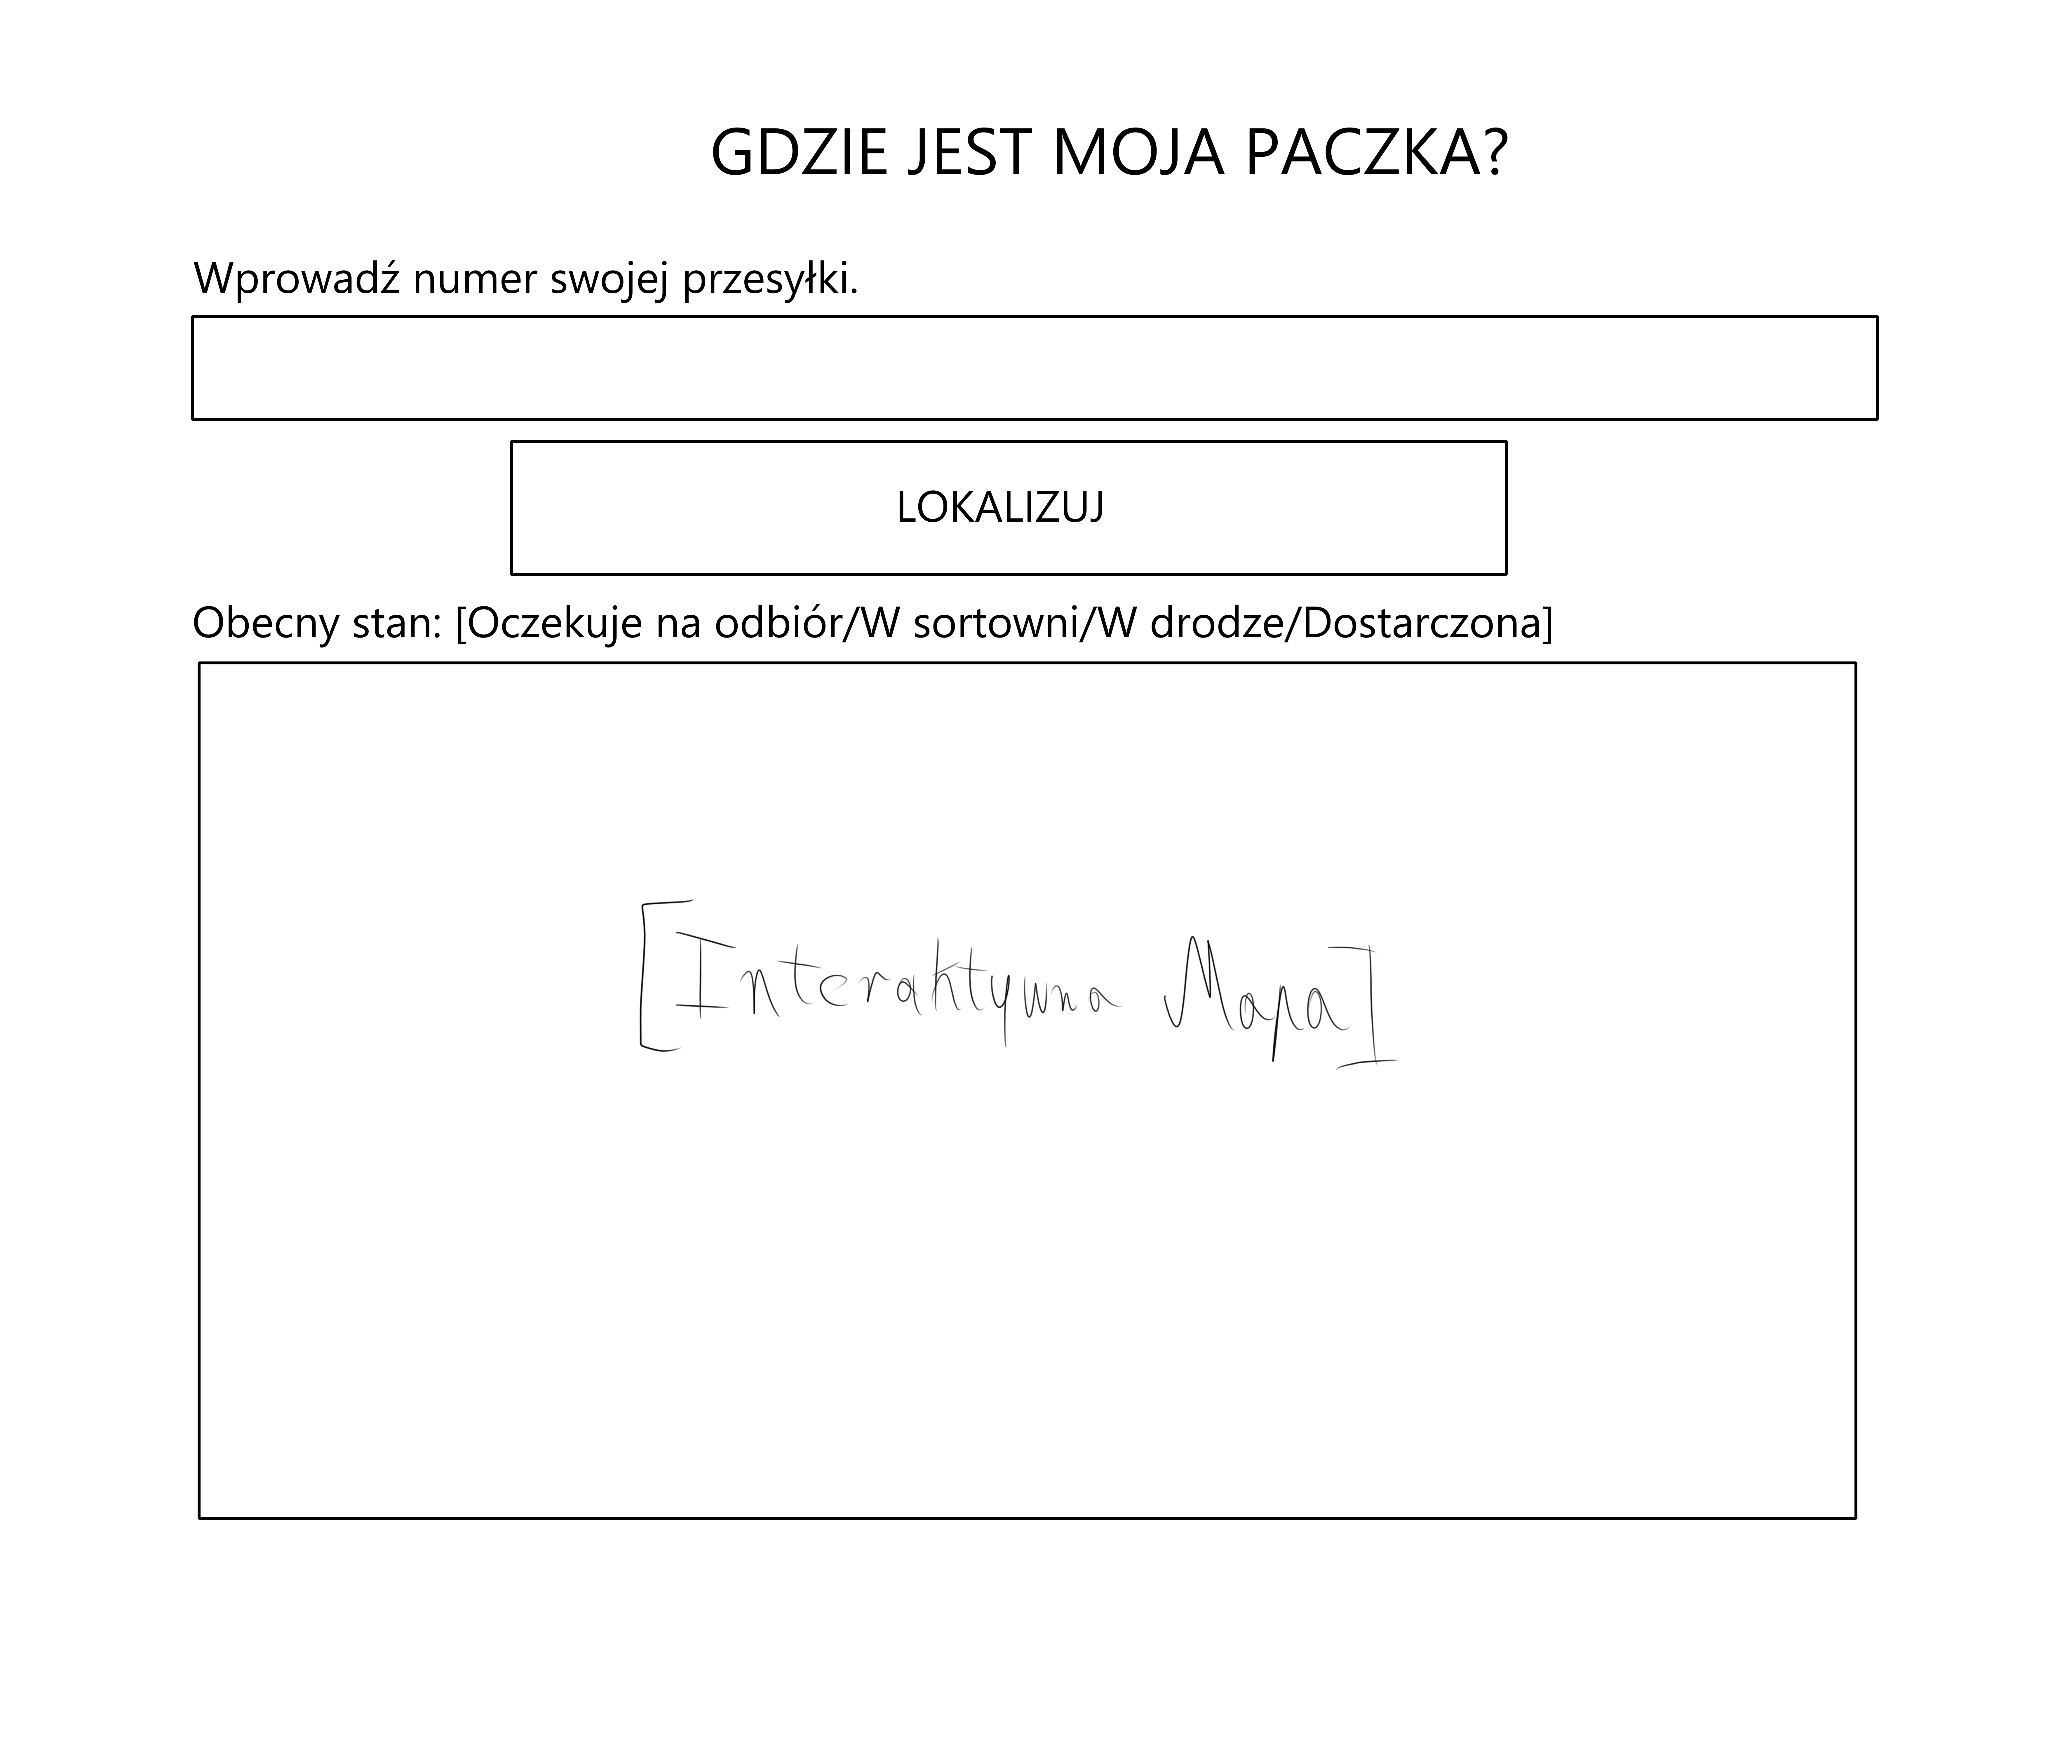 GDZIE JEST MOJA PACZKA?
Wprowadź numer swojej przesyłki.
LOKALIZUJ
Obecny stan: [Oczekuje na odbiór/W sortowni/W drodze/Dostarczona]
[Interaktywna Mapa]